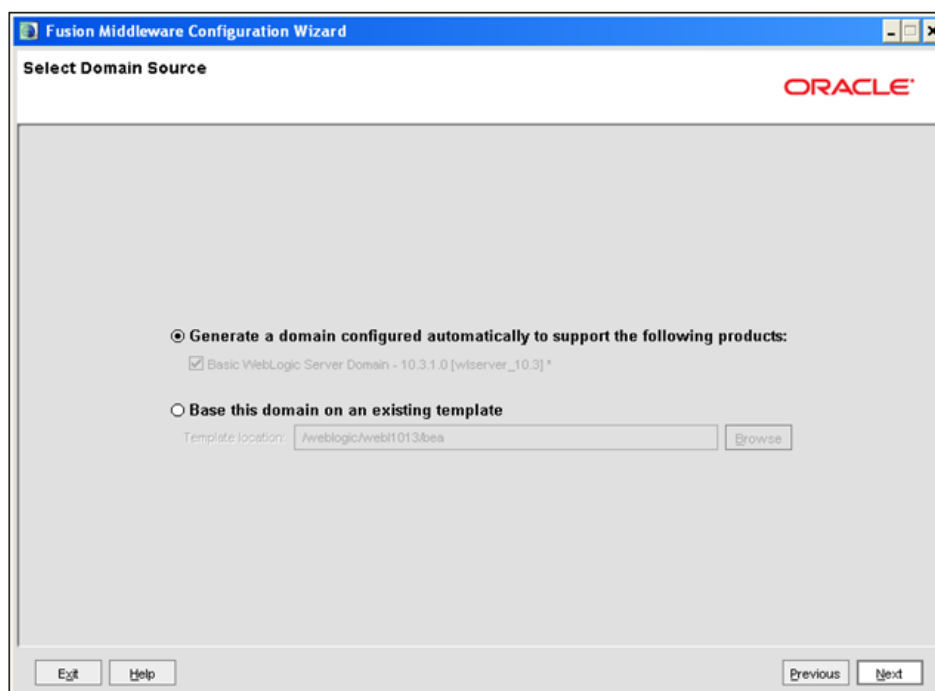 Fusion Middleware Configuration Wizard
Select Domain Source
ORACLE
Generate a domain configured automatically to support the following products:
Basic WebLogic Server Domain - 10.3.1.0 [wlserver_10.3] *
Base this domain on an existing template
Template location: /weblogic/webl1013/bea Browse
Exit Help Previous Next